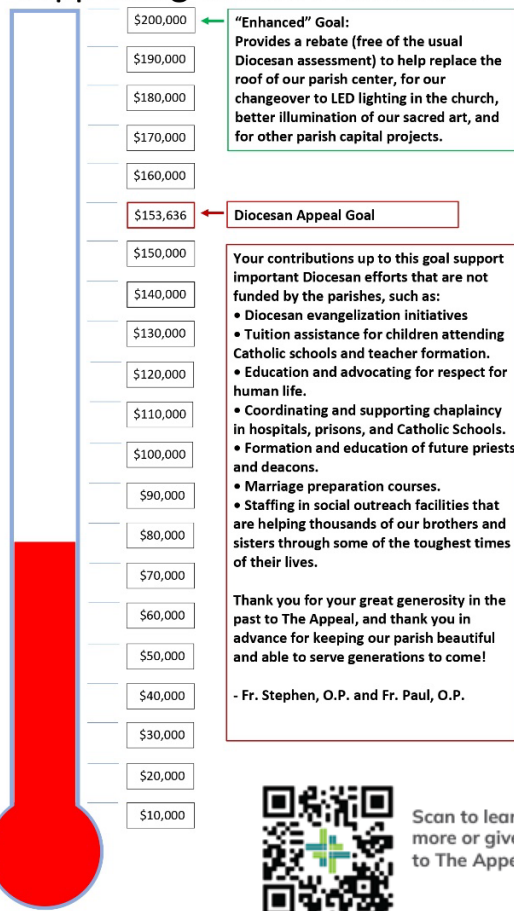 $200,000
$190,000
$180,000
$170,000
$160,000
$153,636
$150,000
$140,000
$130,000
$120,000
$110,000
$100,000
$90,000
$80,000
$70,000
$60,000
$50,000
$40,000
$30,000
$20,000
$10,000
“Enhanced” Goal:
Provides a rebate (free of the usual
Diocesan assessment) to help replace the
roof of our parish center, for our
changeover to LED lighting in the church,
better illumination of our sacred art, and
for other parish capital projects.
Diocesan Appeal Goal
Your contributions up to this goal support
important Diocesan efforts that are not
funded by the parishes, such as:
• Diocesan evangelization initiatives
• Tuition assistance for children attending
Catholic schools and teacher formation.
• Education and advocating for respect for
human life.
• Coordinating and supporting chaplaincy
in hospitals, prisons, and Catholic Schools.
• Formation and education of future priests
and deacons.
• Marriage preparation courses.
• Staffing in social outreach facilities that
are helping thousands of our brothers and
sisters through some of the toughest times
of their lives.
Thank you for your great generosity in the
past to The Appeal, and thank you in
advance for keeping our parish beautiful
and able to serve generations to come!
- Fr. Stephen, O.P. and Fr. Paul, O.P.
Scan to
more or give
to The